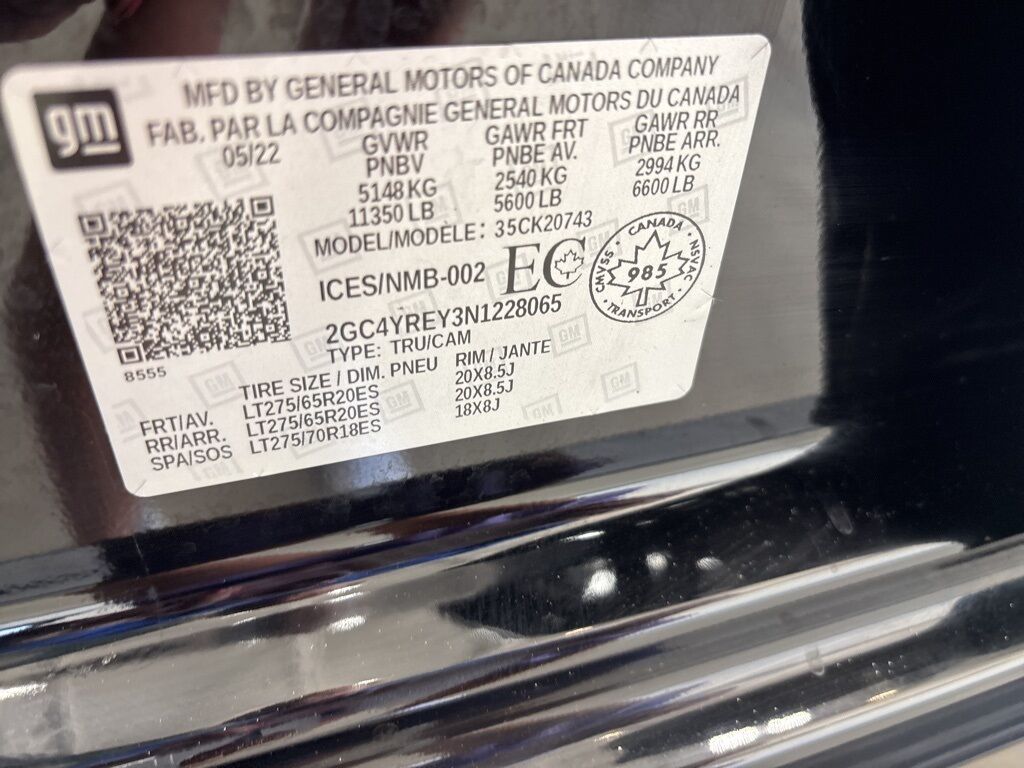 gm
MFD BY GENERAL MOTORS OF CANADA COMPANY
FAB. PAR LA COMPAGNIE GENERAL MOTORS DU CANADA
05/22 GVWR GAWR FRT GAWR RR
PNBV PNBE AV. PNBE ARR.
5148 KG 2540 KG 2994 KG
11350 LB 5600 LB 6600 LB
MODEL/MODÈLE: 35CK20743
ICES/NMB-002 EC
CANADA
CMVSS • 985 • NSVAC
TRANSPORT
2GC4YREY3N1228065
TYPE: TRU/CAM
8555
TIRE SIZE / DIM. PNEU RIM / JANTE
FRT/AV. LT275/65R20ES 20X8.5J
RR/ARR. LT275/65R20ES 20X8.5J
SPA/SOS LT275/70R18ES 18X8J